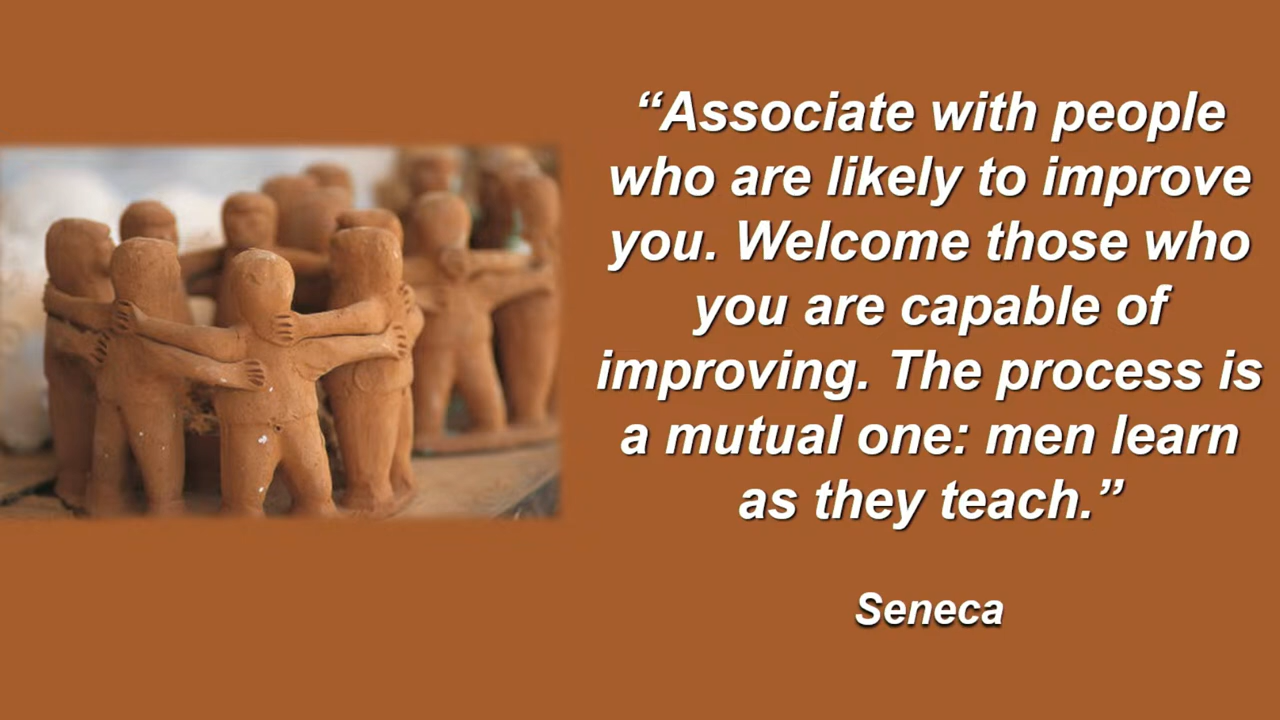 “Associate with people
who are likely to improve
you. Welcome those who
you are capable of
improving. The process is
a mutual one: men learn
as they teach.”
Seneca